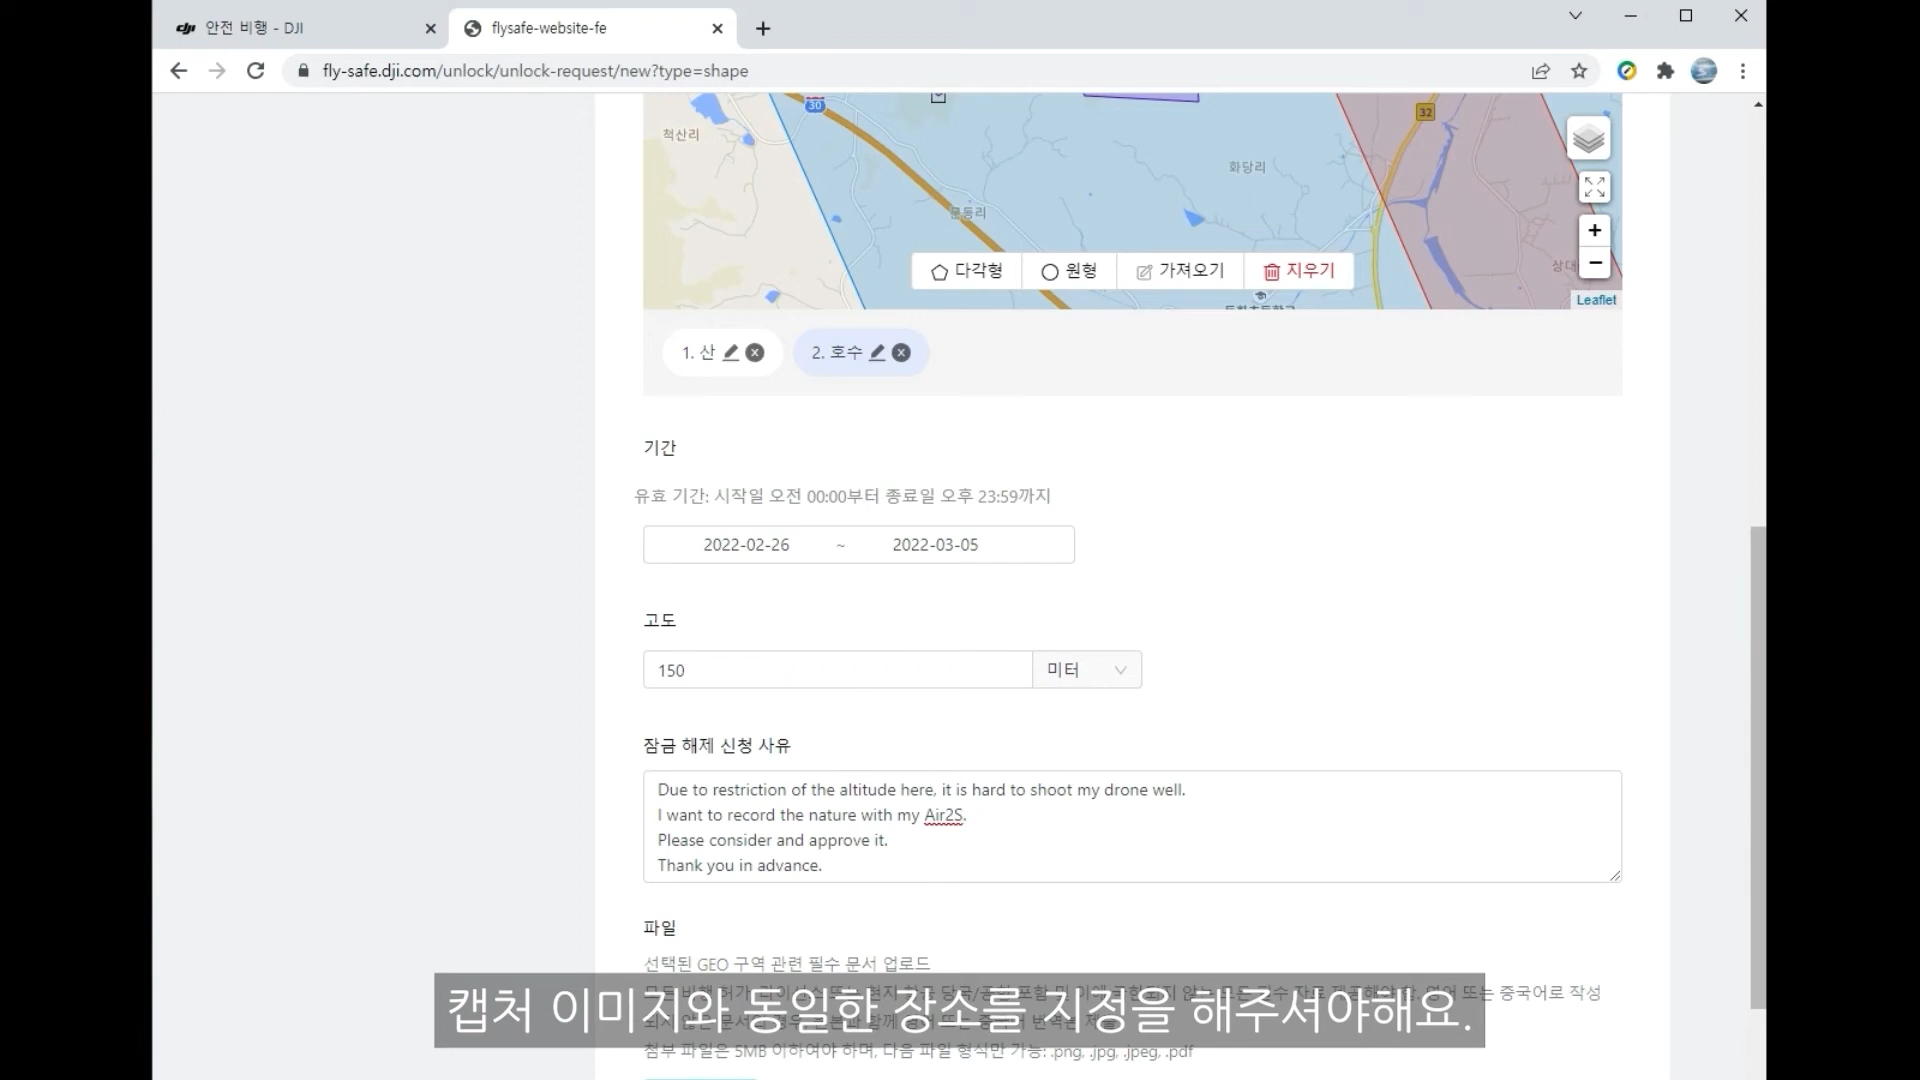 안전 비행 - DJI
flysafe-website-fe
fly-safe.dji.com/unlock/unlock-request/new?type=shape
30
32
척산리
화당리
문동리
다각형
원형
가져오기
지우기
+
−
Leaflet
1. 산
2. 호수
기간
유효 기간: 시작일 오전 00:00부터 종료일 오후 23:59까지
2022-02-26 ~ 2022-03-05
고도
150 미터
잠금 해제 신청 사유
Due to restriction of the altitude here, it is hard to shoot my drone well.
I want to record the nature with my Air2S.
Please consider and approve it.
Thank you in advance.
파일
선택된 GEO 구역 관련 필수 문서 업로드
또는 중국어로 작성
캡처 이미지와 동일한 장소를 지정을 해주셔야해요.
첨부 파일은 5MB 이하여야 하며, 다음 파일 형식만 가능: .png, .jpg, .jpeg, .pdf